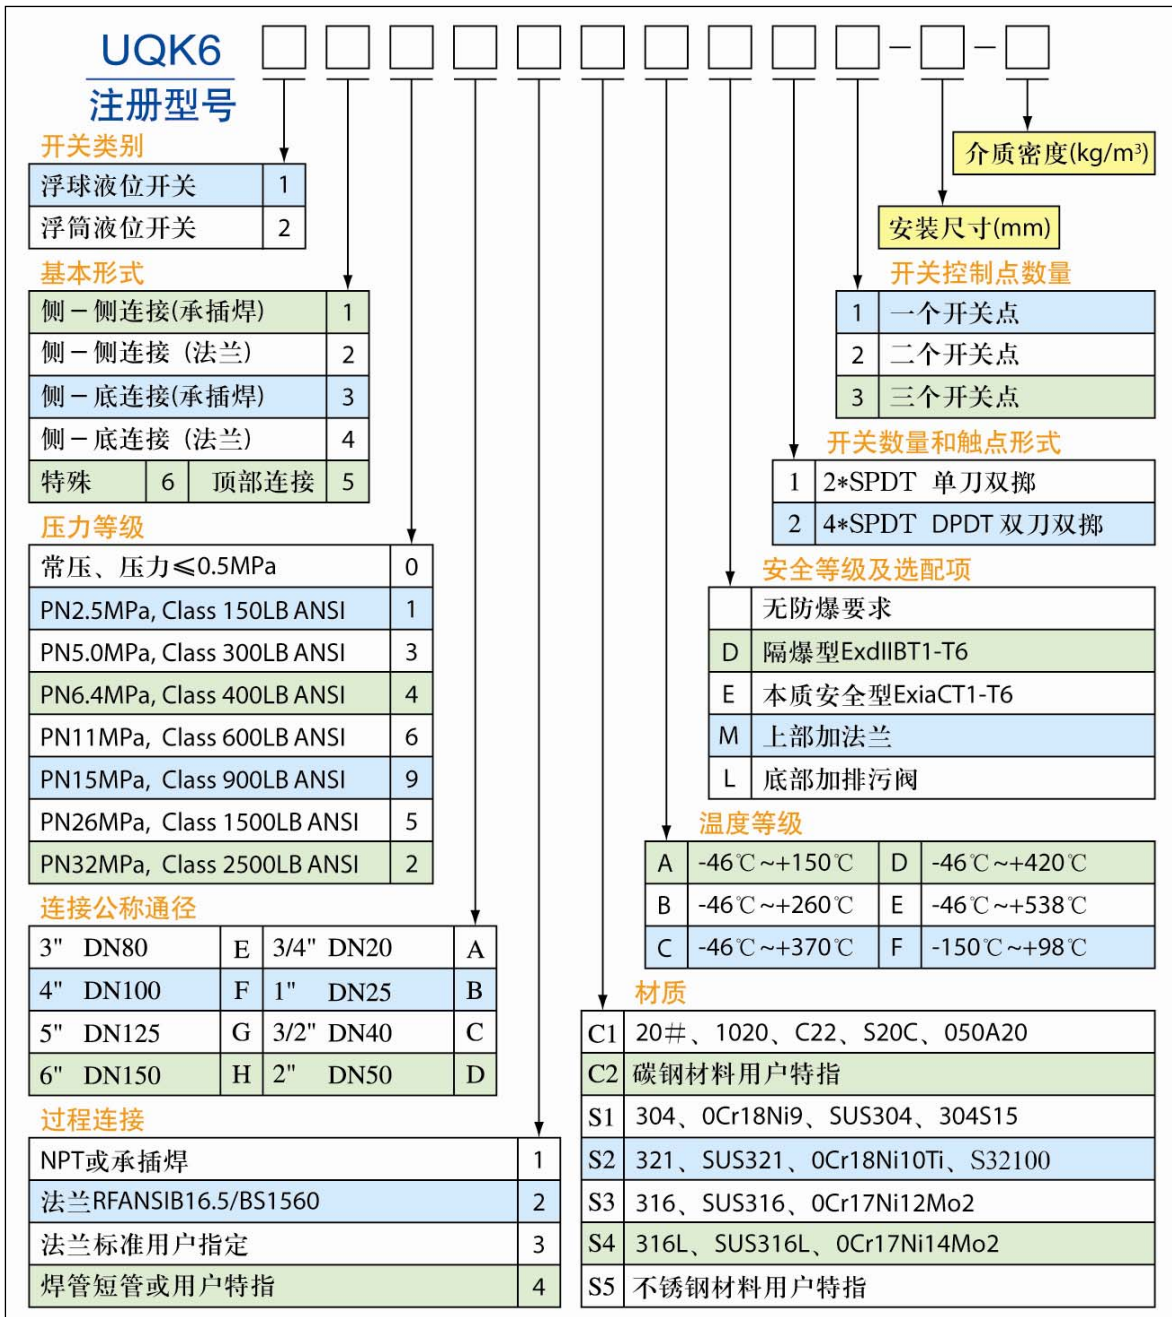 UQK6 □ □ □ □ □ □ □ □ □ □－□－□
注册型号
开关类别
浮球液位开关 1
浮筒液位开关 2
基本形式
侧－侧连接(承插焊) 1
侧－侧连接 (法兰) 2
侧－底连接(承插焊) 3
侧－底连接 (法兰) 4
特殊 6 顶部连接 5
压力等级
常压、压力≤0.5MPa 0
PN2.5MPa, Class 150LB ANSI 1
PN5.0MPa, Class 300LB ANSI 3
PN6.4MPa, Class 400LB ANSI 4
PN11MPa, Class 600LB ANSI 6
PN15MPa, Class 900LB ANSI 9
PN26MPa, Class 1500LB ANSI 5
PN32MPa, Class 2500LB ANSI 2
连接公称通径
3" DN80 E 3/4" DN20 A
4" DN100 F 1" DN25 B
5" DN125 G 3/2" DN40 C
6" DN150 H 2" DN50 D
过程连接
NPT或承插焊 1
法兰RFANSIB16.5/BS1560 2
法兰标准用户指定 3
焊管短管或用户特指 4
介质密度(kg/m³)
安装尺寸(mm)
开关控制点数量
1 一个开关点
2 二个开关点
3 三个开关点
开关数量和触点形式
1 2*SPDT 单刀双掷
2 4*SPDT DPDT 双刀双掷
安全等级及选配项
无防爆要求
D 隔爆型ExdIIBT1-T6
E 本质安全型ExiaCT1-T6
M 上部加法兰
L 底部加排污阀
温度等级
A -46℃~+150℃ D -46℃~+420℃
B -46℃~+260℃ E -46℃~+538℃
C -46℃~+370℃ F -150℃~+98℃
材质
C1 20＃、1020、C22、S20C、050A20
C2 碳钢材料用户特指
S1 304、0Cr18Ni9、SUS304、304S15
S2 321、SUS321、0Cr18Ni10Ti、S32100
S3 316、SUS316、0Cr17Ni12Mo2
S4 316L、SUS316L、0Cr17Ni14Mo2
S5 不锈钢材料用户特指